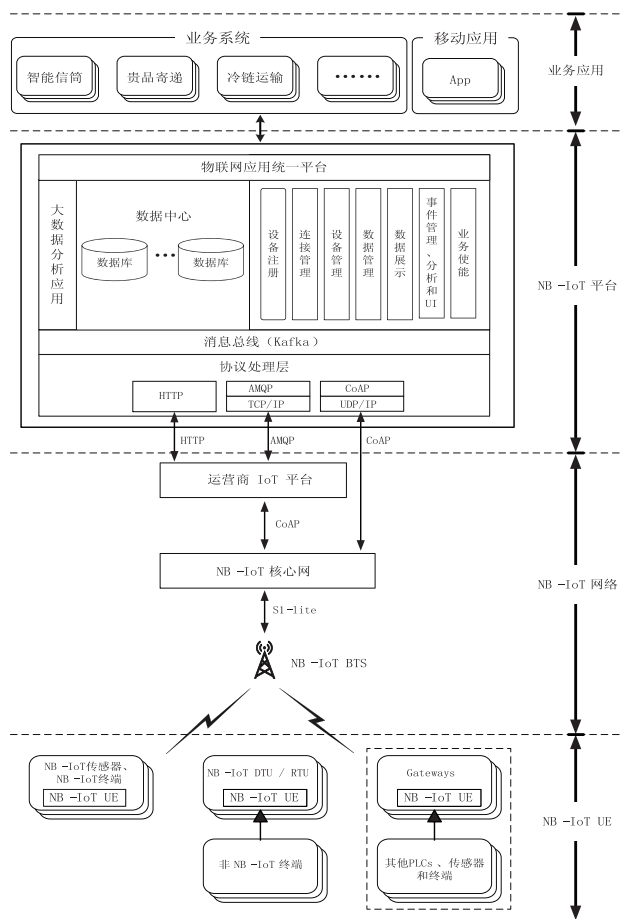 业务系统
移动应用
智能信筒
贵品寄递
冷链运输
……
App
业务应用
物联网应用统一平台
大数据分析应用
数据中心
数据库
…
数据库
设备注册
连接管理
设备管理
数据管理
数据展示
事件管理、分析和UI
业务使能
NB-IoT 平台
消息总线（Kafka）
协议处理层
HTTP
AMQP
TCP/IP
CoAP
UDP/IP
HTTP
AMQP
CoAP
运营商 IoT 平台
CoAP
NB-IoT 核心网
NB-IoT 网络
S1-lite
NB-IoT BTS
NB-IoT传感器、
NB-IoT终端
NB-IoT UE
NB-IoT DTU / RTU
NB-IoT UE
Gateways
NB-IoT UE
NB-IoT UE
非 NB-IoT 终端
其他PLCs 、传感器
和终端